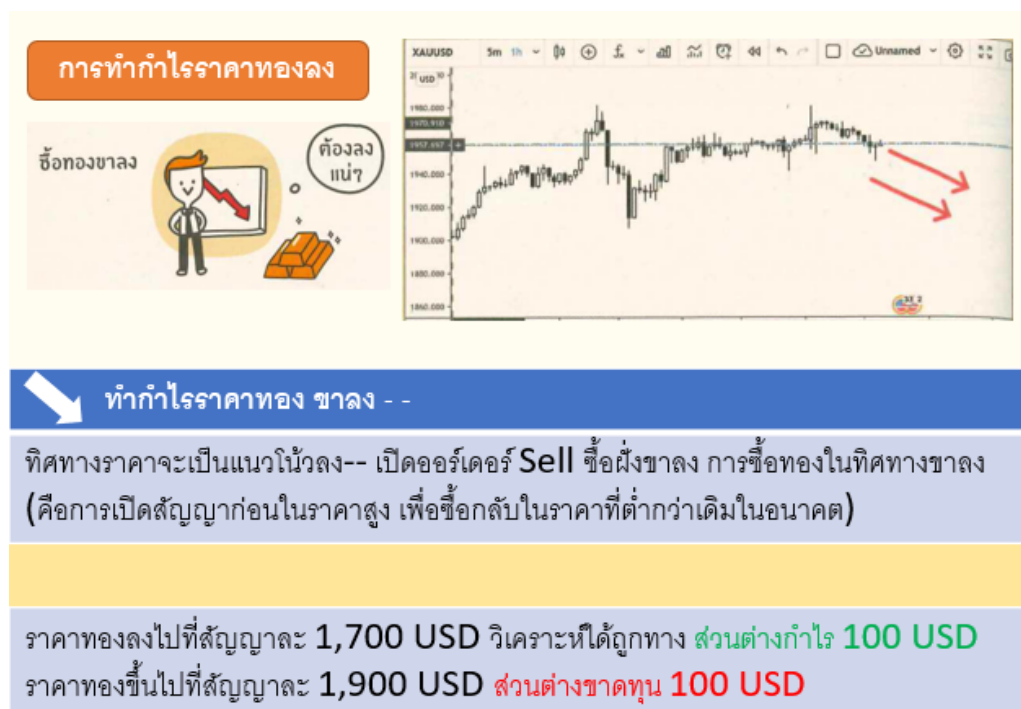 การทำกำไรราคาทองลง
ซื้อทองขาลง
ต้องลง
แน่ๆ
XAUUSD 5m 1h Unnamed
USD
1980.000
1970.910
1957.697
1940.000
1920.000
1900.000
1880.000
1860.000
ทำกำไรราคาทอง ขาลง - -
ทิศทางราคาจะเป็นแนวโน้วลง-- เปิดออร์เดอร์ Sell ซื้อฝั่งขาลง การซื้อทองในทิศทางขาลง
(คือการเปิดสัญญาก่อนในราคาสูง เพื่อซื้อกลับในราคาที่ต่ำกว่าเดิมในอนาคต)
ราคาทองลงไปที่สัญญาละ 1,700 USD วิเคราะห์ได้ถูกทาง ส่วนต่างกำไร 100 USD
ราคาทองขึ้นไปที่สัญญาละ 1,900 USD ส่วนต่างขาดทุน 100 USD